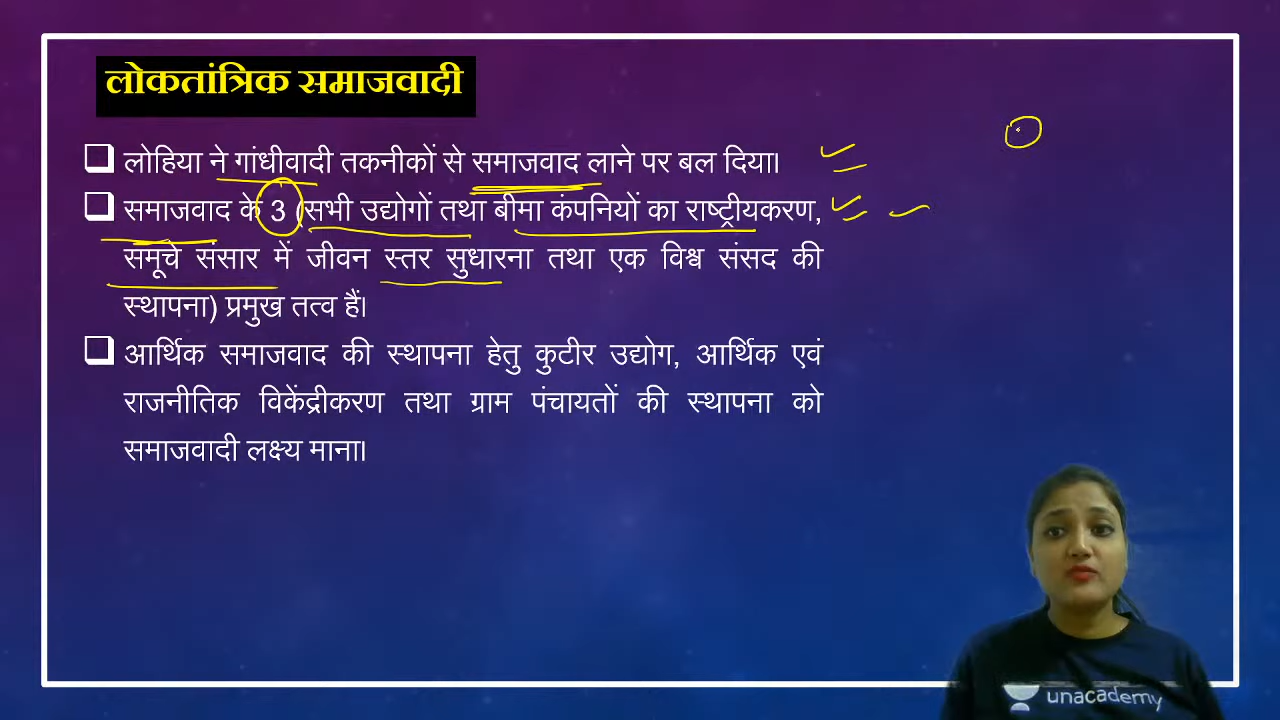 लोकतांत्रिक समाजवादी
लोहिया ने गांधीवादी तकनीकों से समाजवाद लाने पर बल दिया।
समाजवाद के 3 (सभी उद्योगों तथा बीमा कंपनियों का राष्ट्रीयकरण,
समूचे संसार में जीवन स्तर सुधारना तथा एक विश्व संसद की
स्थापना) प्रमुख तत्व हैं।
आर्थिक समाजवाद की स्थापना हेतु कुटीर उद्योग, आर्थिक एवं
राजनीतिक विकेंद्रीकरण तथा ग्राम पंचायतों की स्थापना को
समाजवादी लक्ष्य माना।
unacademy